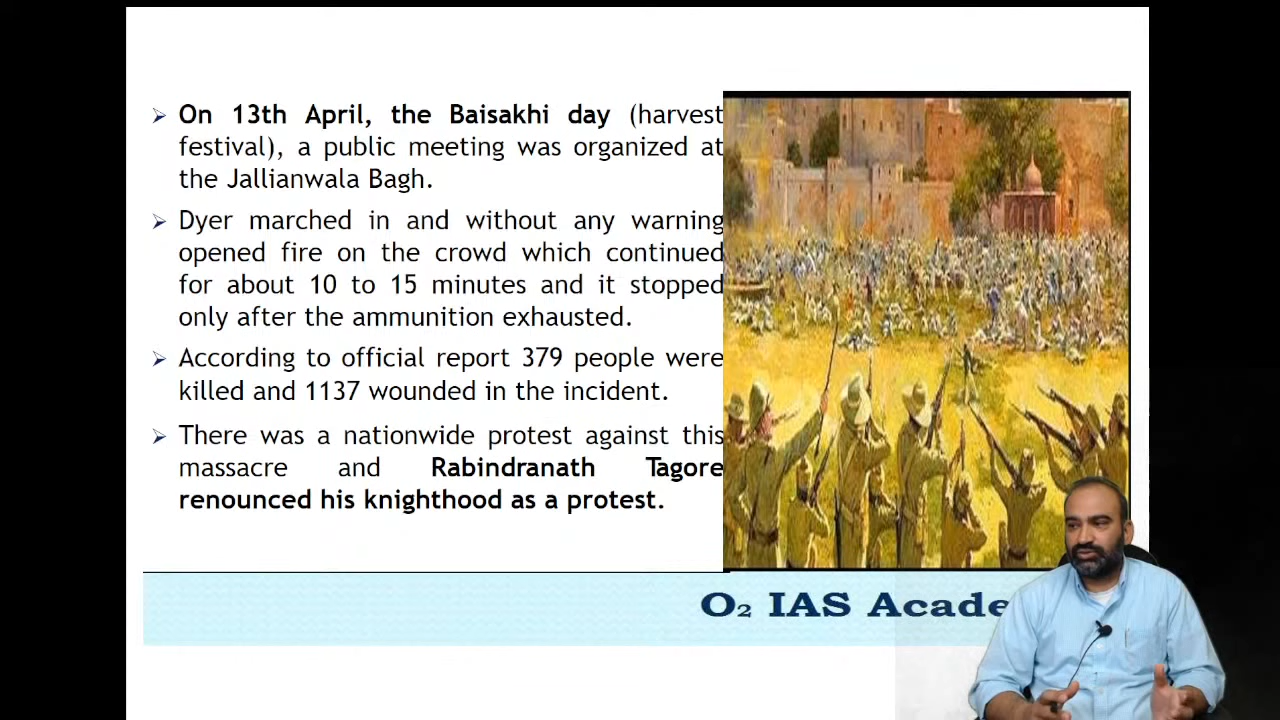 On 13th April, the Baisakhi day (harvest
festival), a public meeting was organized at
the Jallianwala Bagh.
Dyer marched in and without any warning
opened fire on the crowd which continued
for about 10 to 15 minutes and it stopped
only after the ammunition exhausted.
According to official report 379 people were
killed and 1137 wounded in the incident.
There was a nationwide protest against this
massacre and Rabindranath Tagore
renounced his knighthood as a protest.
O₂ IAS Acade